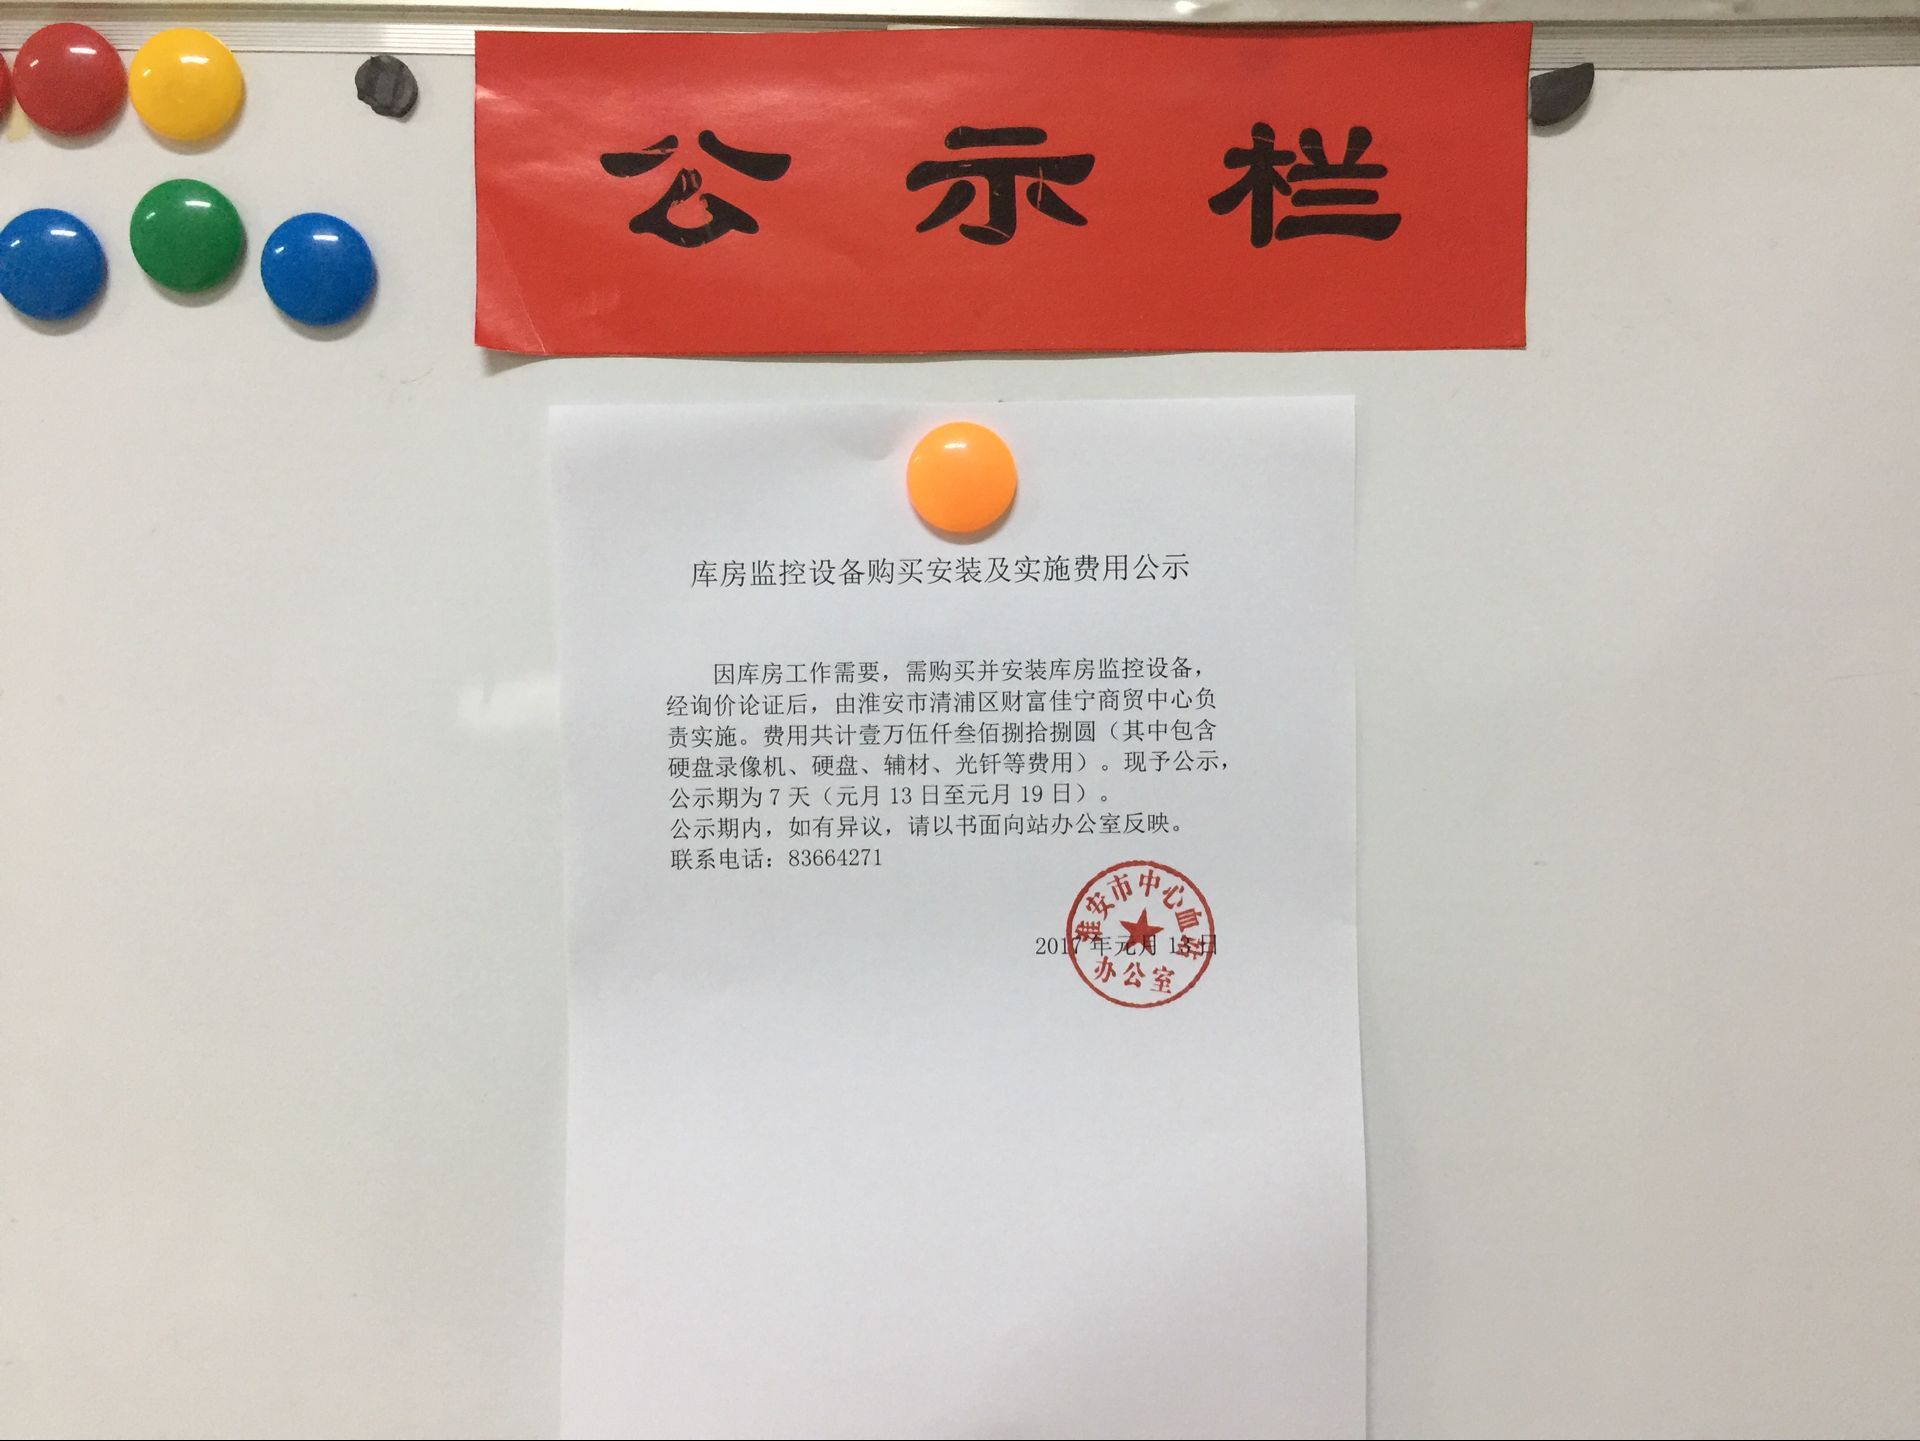 公示栏
库房监控设备购买安装及实施费用公示
因库房工作需要，需购买并安装库房监控设备，
经询价论证后，由淮安市清浦区财富佳宁商贸中心负
责实施。费用共计壹万伍仟叁佰捌拾捌圆（其中包含
硬盘录像机、硬盘、辅材、光钎等费用）。现予公示，
公示期为7天（元月13日至元月19日）。
公示期内，如有异议，请以书面向站办公室反映。
联系电话：83664271
淮安市中心血站
2017年元月13日
办公室